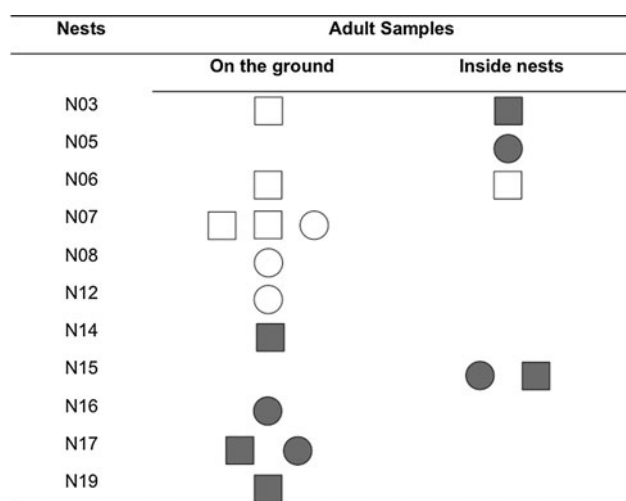 Nests Adult Samples
On the ground Inside nests
N03
N05
N06
N07
N08
N12
N14
N15
N16
N17
N19